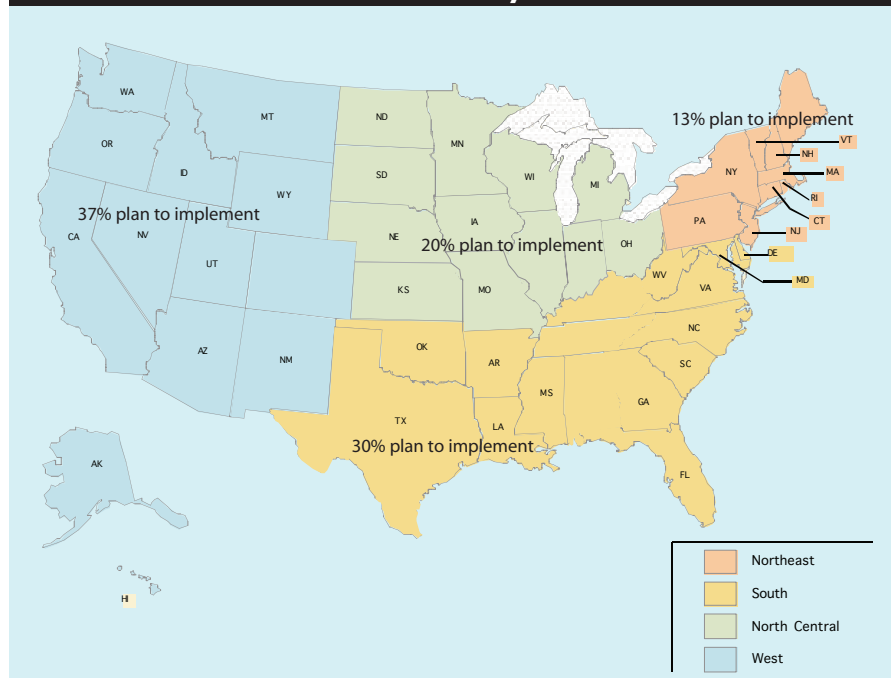 WA
MT
ND
MN
OR
ID
SD
WI
MI
WY
13% plan to implement
VT
NH
NY
MA
RI
PA
CT
NJ
37% plan to implement
CA
NV
UT
NE
IA
20% plan to implement
OH
DE
MD
KS
MO
WV
VA
AZ
NM
OK
AR
NC
SC
TX
LA
MS
GA
30% plan to implement
FL
AK
HI
Northeast
South
North Central
West